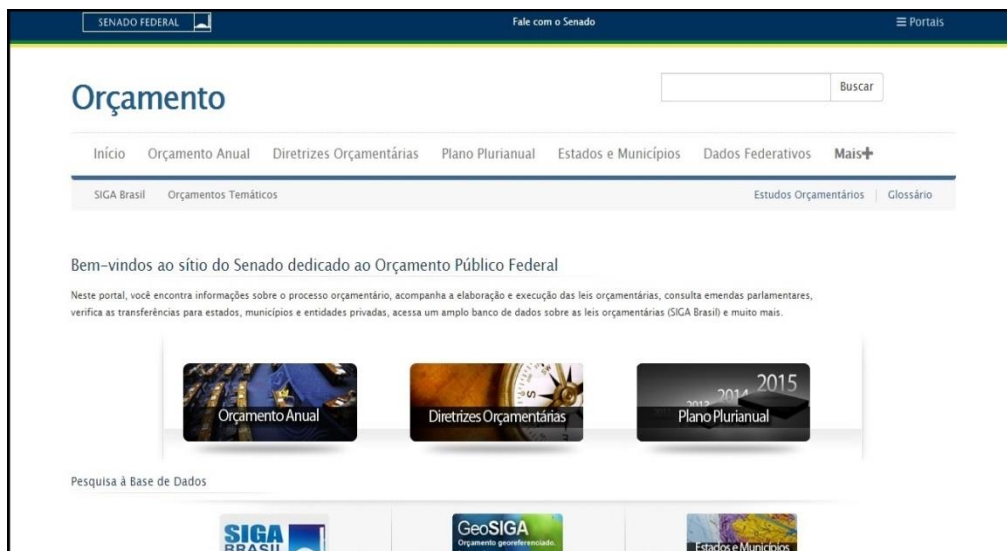 SENADO FEDERAL
Fale com o Senado
Portais
Orçamento
Buscar
Início Orçamento Anual Diretrizes Orçamentárias Plano Plurianual Estados e Municípios Dados Federativos Mais+
SIGA Brasil Orçamentos Temáticos Estudos Orçamentários Glossário
Bem-vindos ao sítio do Senado dedicado ao Orçamento Público Federal
Neste portal, você encontra informações sobre o processo orçamentário, acompanha a elaboração e execução das leis orçamentárias, consulta emendas parlamentares,
verifica as transferências para estados, municípios e entidades privadas, acessa um amplo banco de dados sobre as leis orçamentárias (SIGA Brasil) e muito mais.
Orçamento Anual
Diretrizes Orçamentárias
2013 2014 2015
Plano Plurianual
Pesquisa à Base de Dados
SIGA
BRASIL
GeoSIGA
Orçamento georeferenciado.
Estados e Municípios